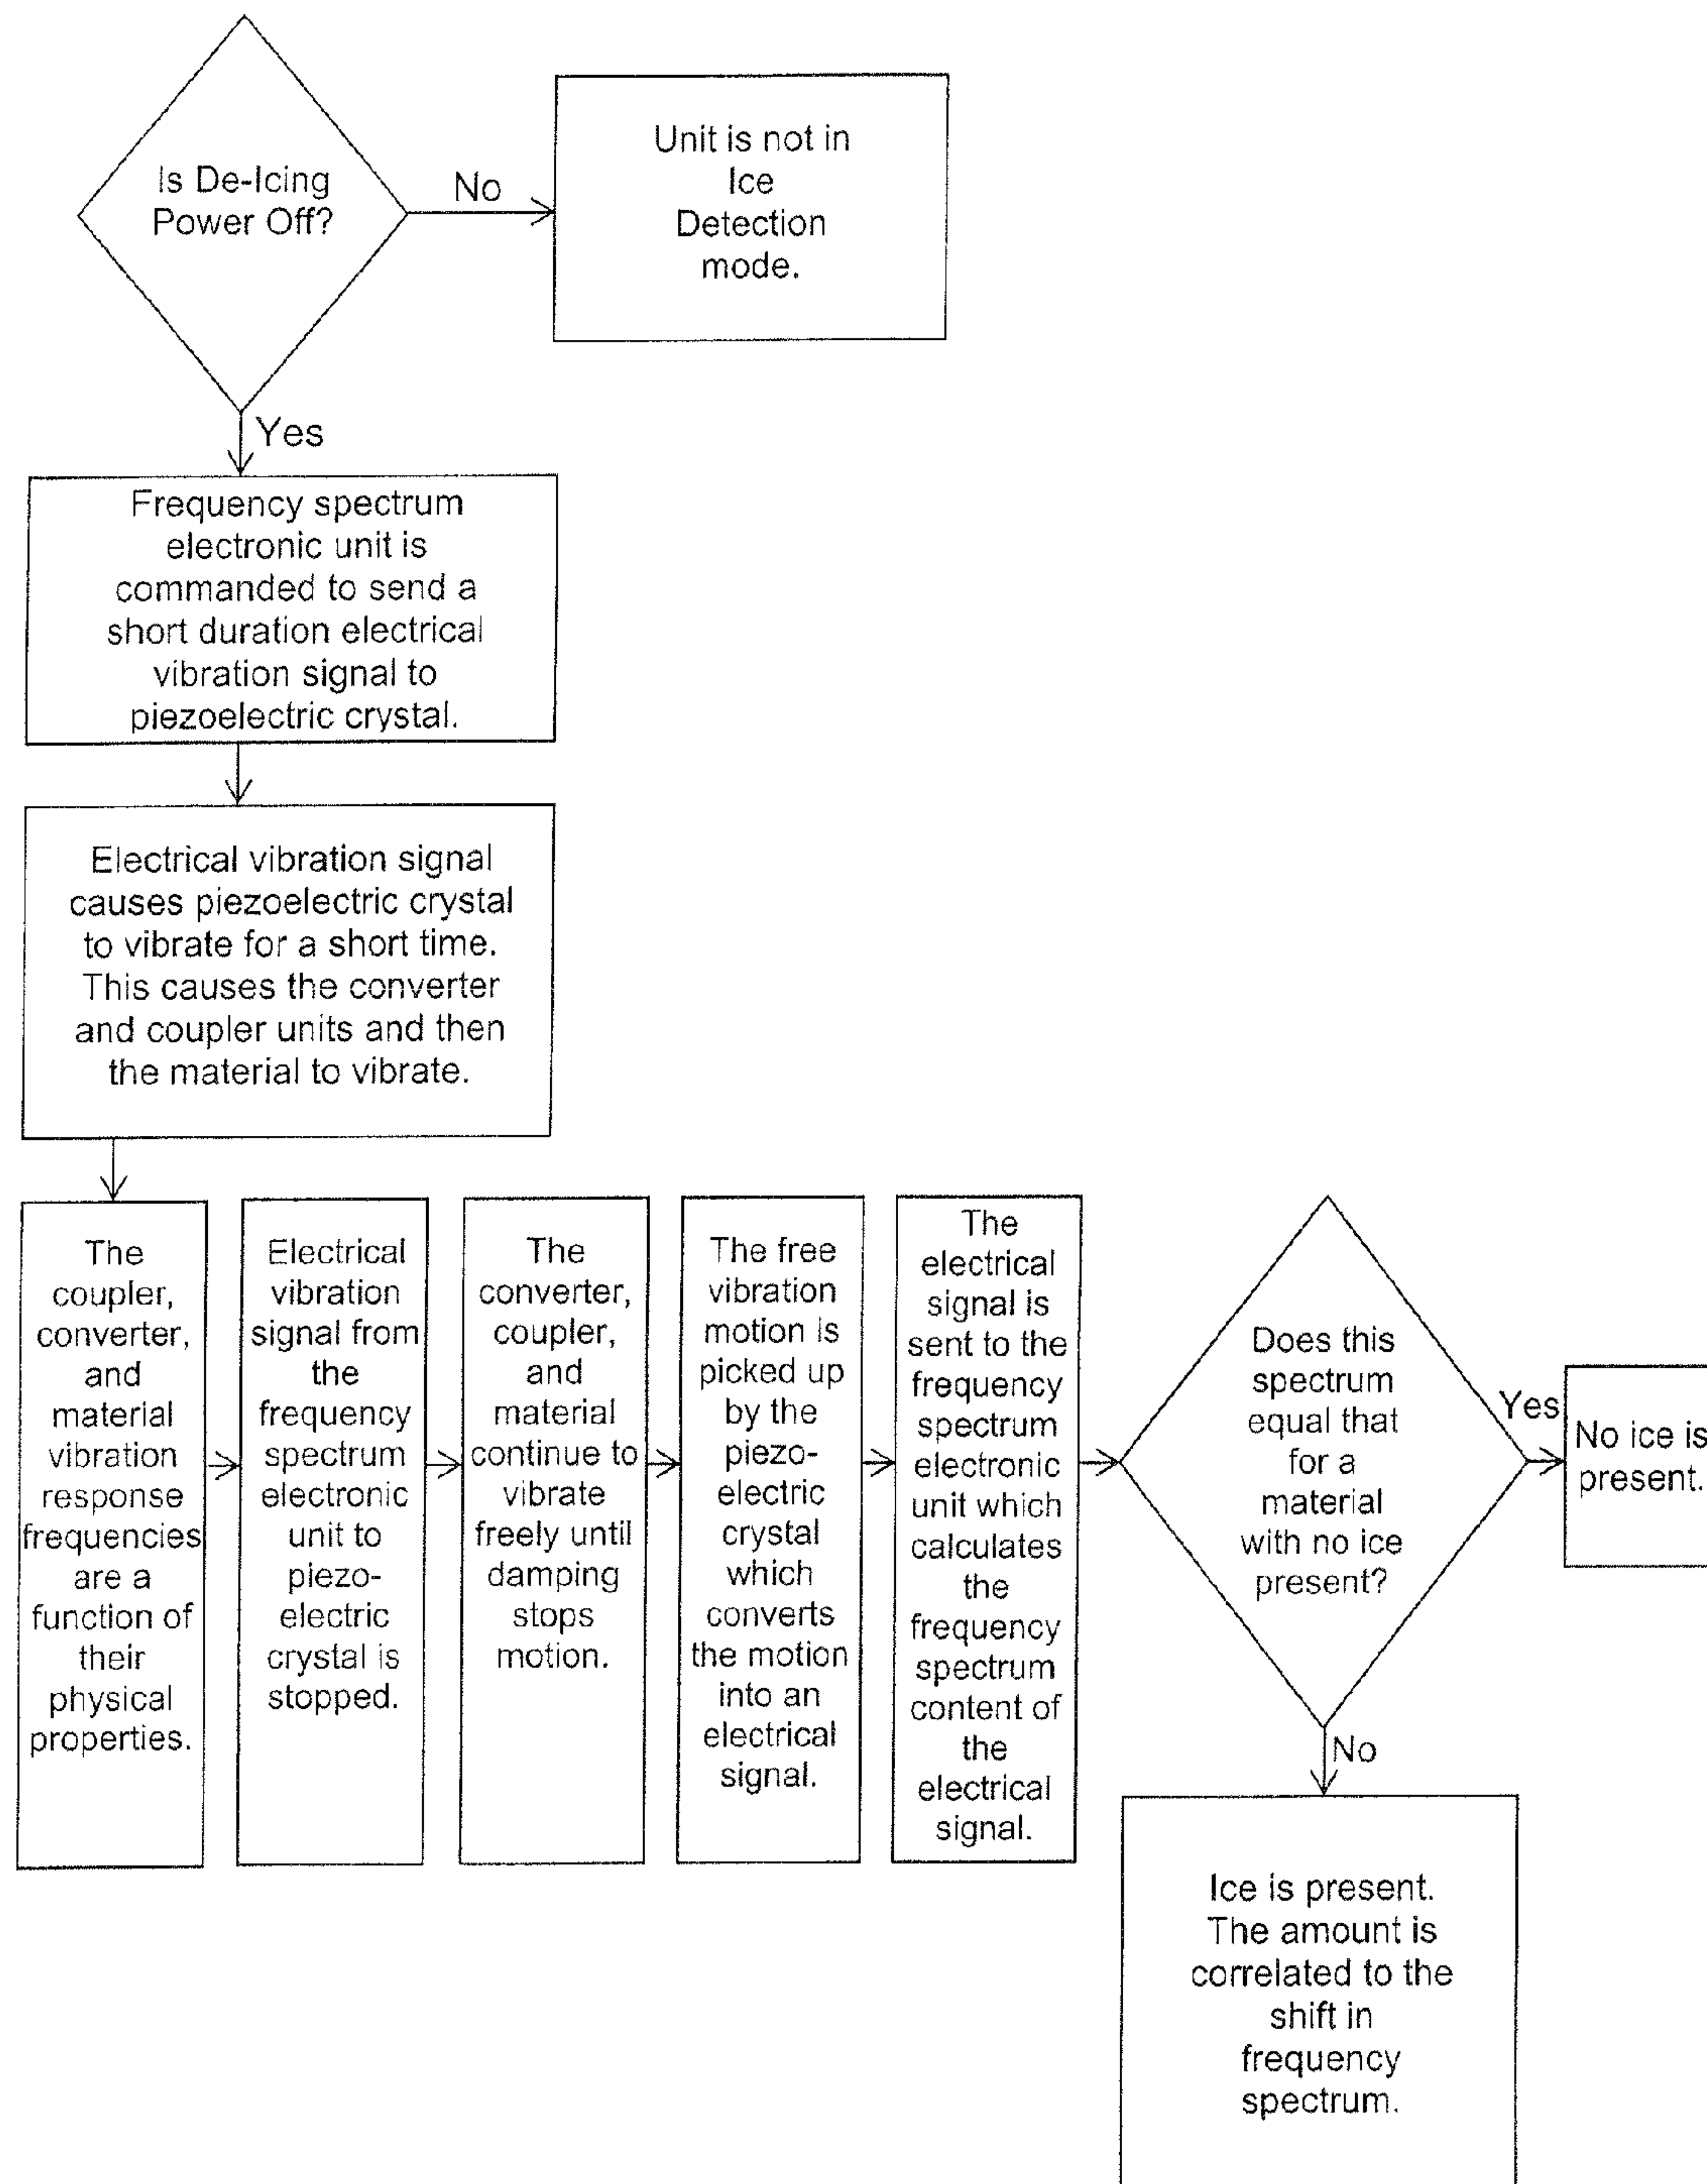 Is De-Icing
Power Off?
No
Unit is not in
Ice
Detection
mode.
Yes
Frequency spectrum
electronic unit is
commanded to send a
short duration electrical
vibration signal to
piezoelectric crystal.
Electrical vibration signal
causes piezoelectric crystal
to vibrate for a short time.
This causes the converter
and coupler units and then
the material to vibrate.
The
coupler,
converter,
and
material
vibration
response
frequencies
are a
function of
their
physical
properties.
Electrical
vibration
signal from
the
frequency
spectrum
electronic
unit to
piezo-
electric
crystal is
stopped.
The
converter,
coupler,
and
material
continue to
vibrate
freely until
damping
stops
motion.
The free
vibration
motion is
picked up
by the
piezo-
electric
crystal
which
converts
the motion
into an
electrical
signal.
The
electrical
signal is
sent to the
frequency
spectrum
electronic
unit which
calculates
the
frequency
spectrum
content of
the
electrical
signal.
Does this
spectrum
equal that
for a
material
with no ice
present?
Yes
No ice is
present.
No
Ice is present.
The amount is
correlated to the
shift in
frequency
spectrum.